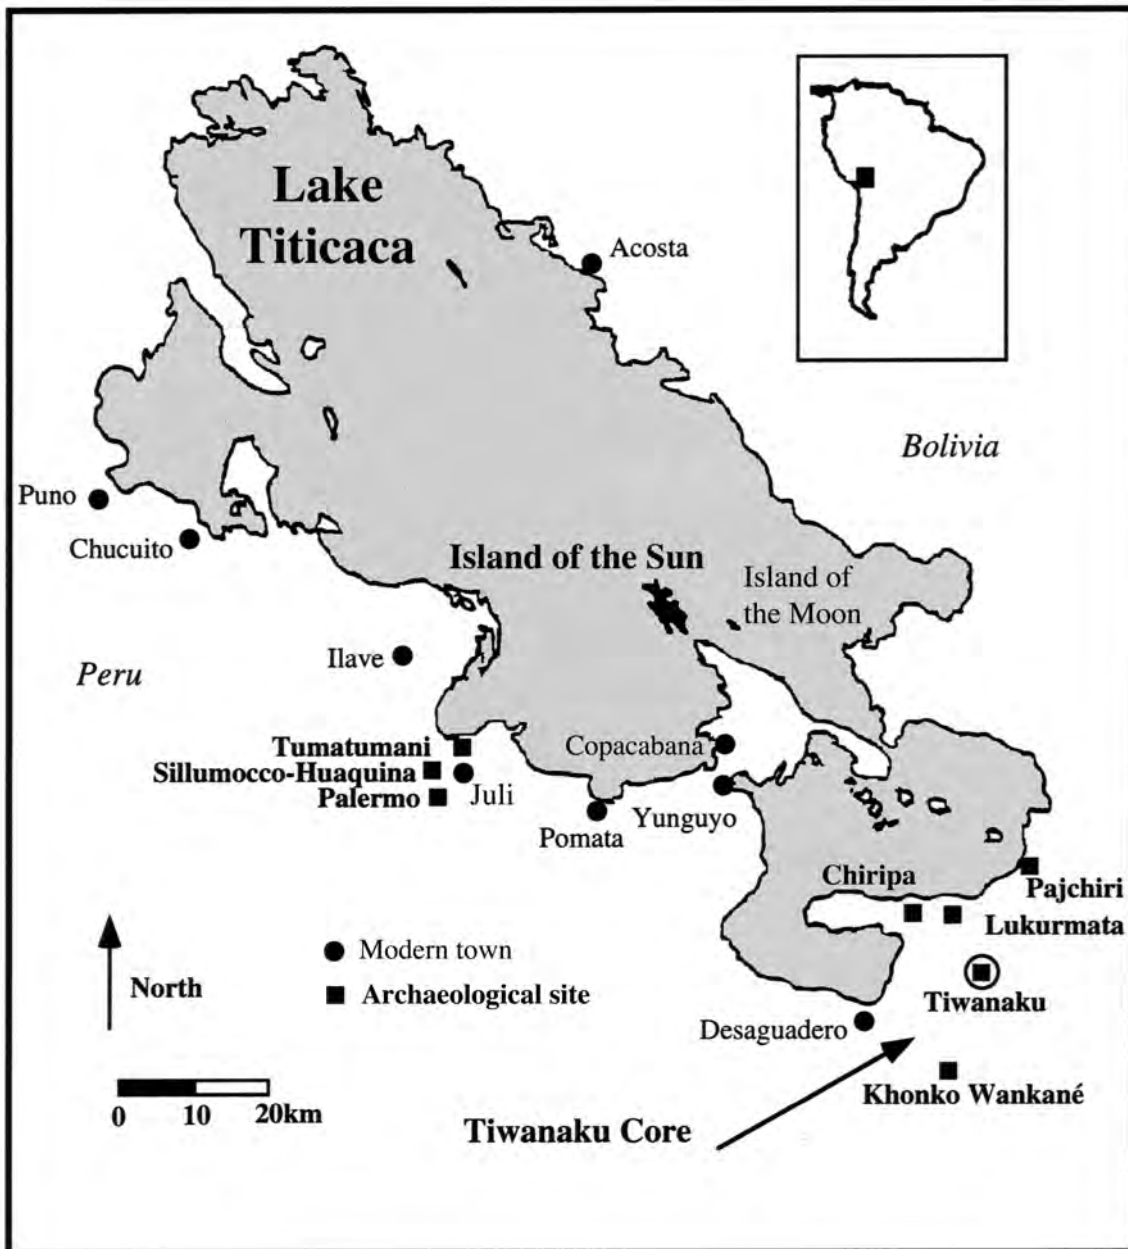 Lake
Titicaca
Acosta
Bolivia
Puno
Chucuito
Island of the Sun
Island of
the Moon
Ilave
Peru
Tumatumani
Copacabana
Sillumocco-Huaquina
Juli
Palermo
Yunguyo
Pomata
Chiripa
Pajchiri
Lukurmata
Modern town
North
Archaeological site
Tiwanaku
Desaguadero
Khonko Wankané
0 10 20km
Tiwanaku Core